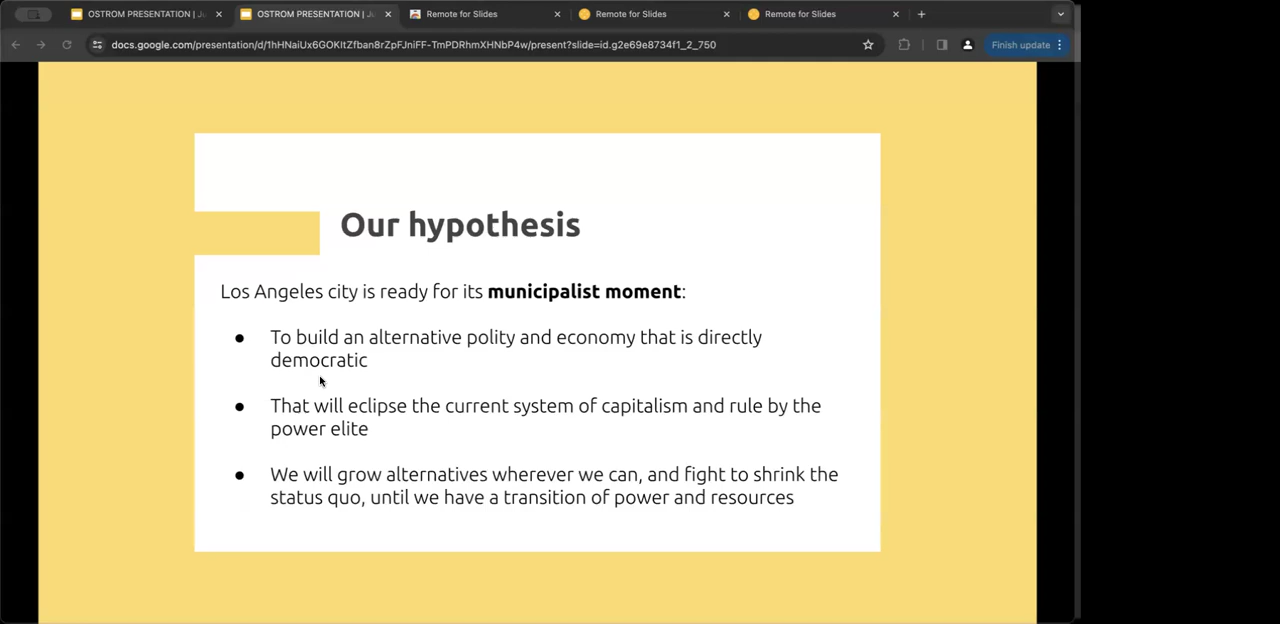 OSTROM PRESENTATION | Ju
OSTROM PRESENTATION | Ju
Remote for Slides
Remote for Slides
Remote for Slides
docs.google.com/presentation/d/1hHNaiUx6GOKItZfban8rZpFJniFF-TmPDRhmXHNbP4w/present?slide=id.g2e69e8734f1_2_750
Finish update
Our hypothesis
Los Angeles city is ready for its municipalist moment:
● To build an alternative polity and economy that is directly
democratic
● That will eclipse the current system of capitalism and rule by the
power elite
● We will grow alternatives wherever we can, and fight to shrink the
status quo, until we have a transition of power and resources